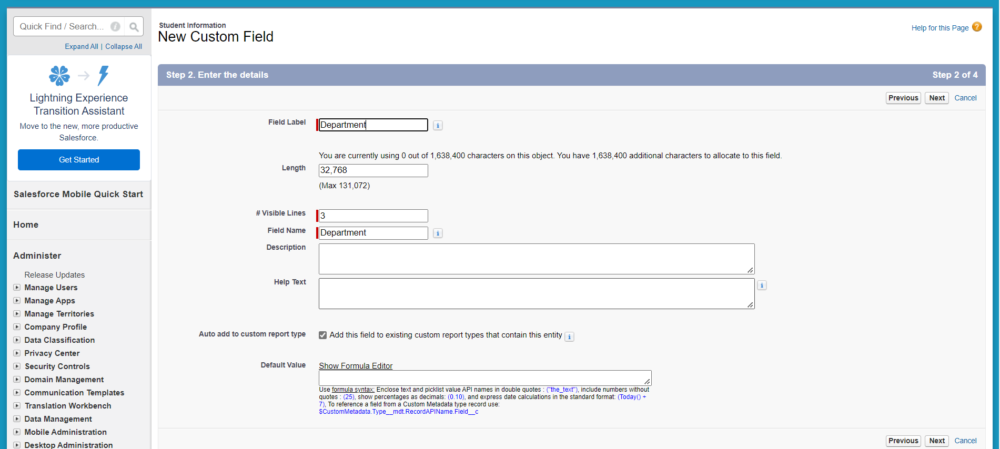 Quick Find / Search...
Expand All | Collapse All
Lightning Experience
Transition Assistant
Move to the new, more productive
Salesforce.
Get Started
Salesforce Mobile Quick Start
Home
Administer
Release Updates
Manage Users
Manage Apps
Manage Territories
Company Profile
Data Classification
Privacy Center
Security Controls
Domain Management
Communication Templates
Translation Workbench
Data Management
Mobile Administration
Desktop Administration
Student Information
New Custom Field
Help for this Page ?
Step 2. Enter the details
Step 2 of 4
Previous Next Cancel
Field Label Department
You are currently using 0 out of 1,638,400 characters on this object. You have 1,638,400 additional characters to allocate to this field.
Length 32,768
(Max 131,072)
# Visible Lines 3
Field Name Department
Description
Help Text
Auto add to custom report type Add this field to existing custom report types that contain this entity
Default Value Show Formula Editor
Use formula syntax: Enclose text and picklist value API names in double quotes : ("the_text"), include numbers without
quotes : (25), show percentages as decimals: (0.10), and express date calculations in the standard format: (Today() +
7), To reference a field from a Custom Metadata type record use:
$CustomMetadata.Type__mdt.RecordAPIName.Field__c
Previous Next Cancel